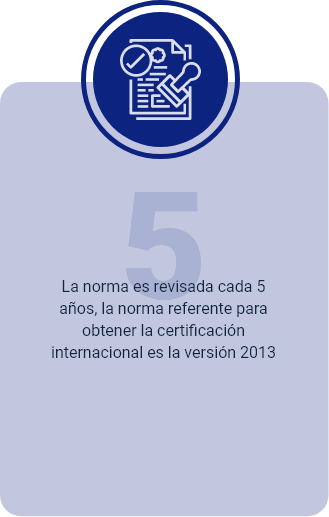 5
La norma es revisada cada 5
años, la norma referente para
obtener la certificación
internacional es la versión 2013